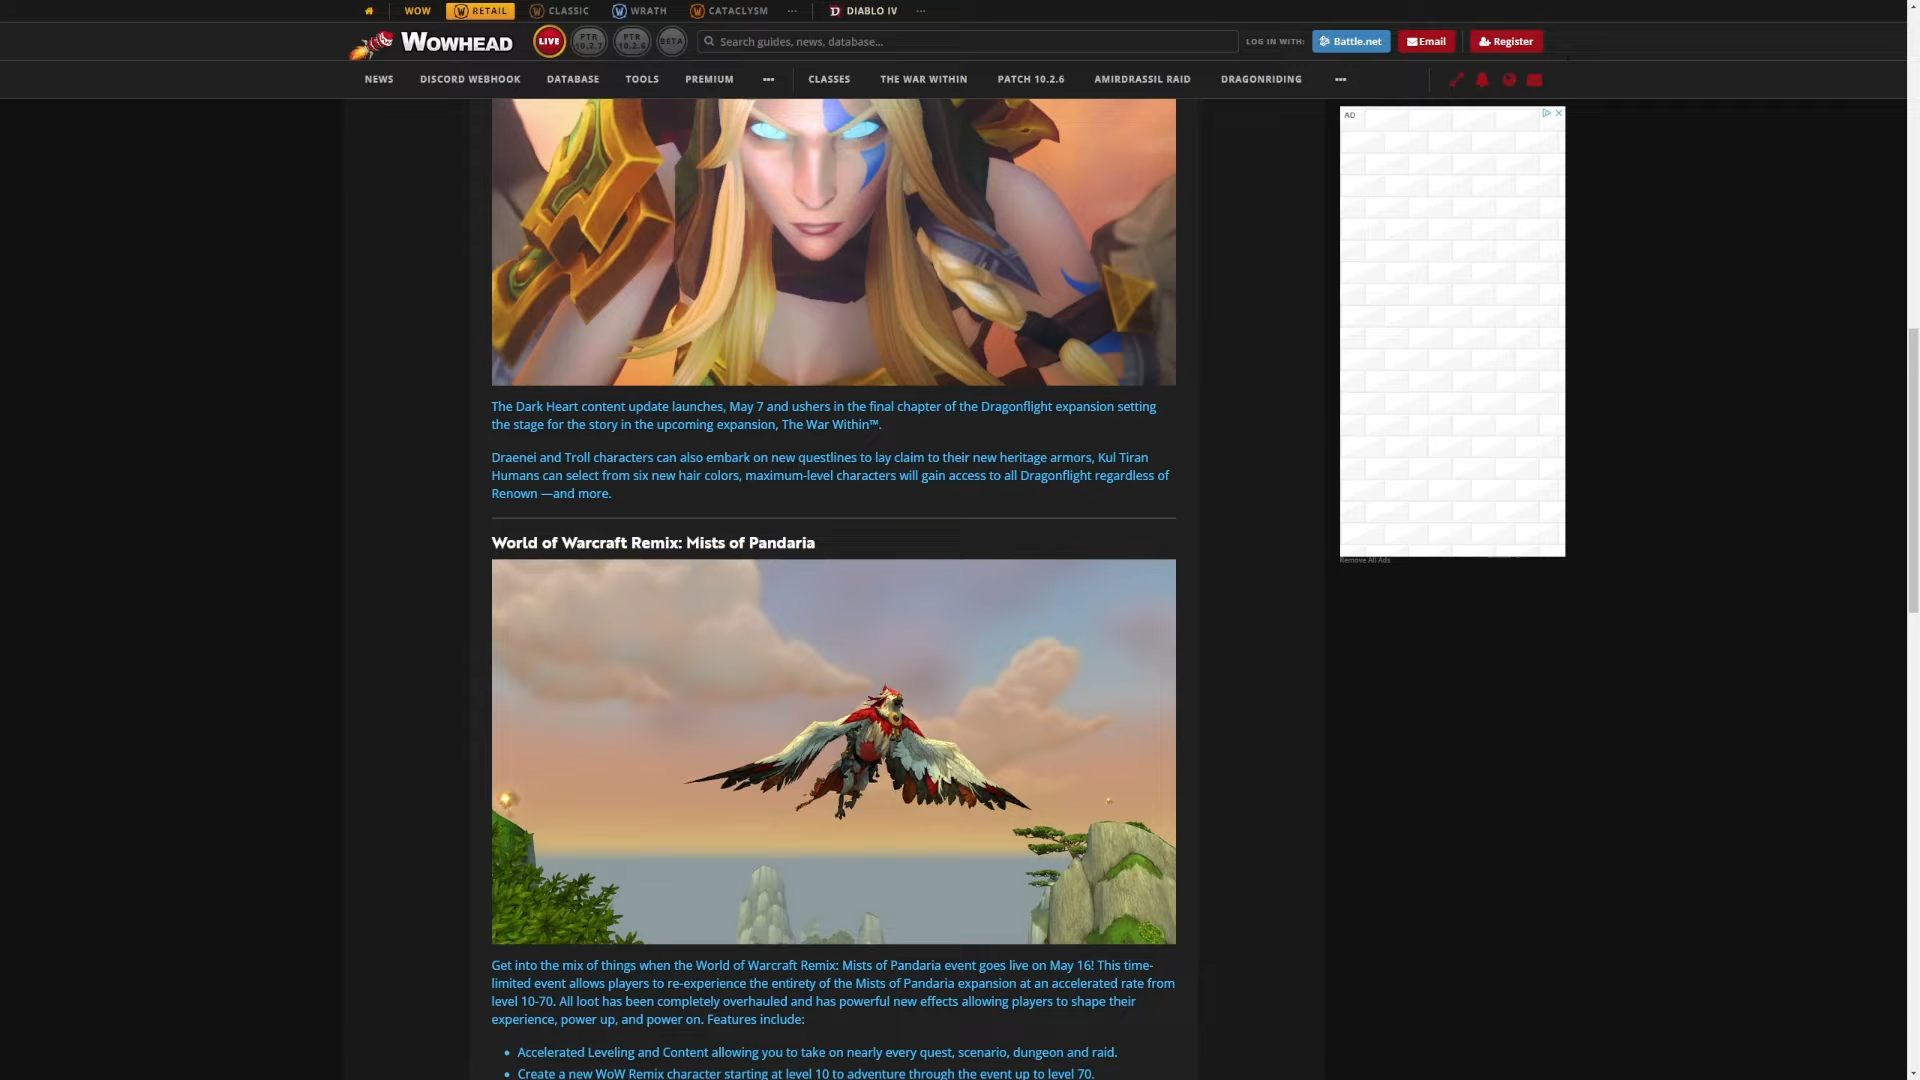 WOW
RETAIL
CLASSIC
WRATH
CATACLYSM
...
DIABLO IV
...
WOWHEAD
LIVE
PTR 10.2.7
PTR 10.2.6
BETA
Search guides, news, database...
LOG IN WITH:
Battle.net
Email
Register
NEWS
DISCORD WEBHOOK
DATABASE
TOOLS
PREMIUM
...
CLASSES
THE WAR WITHIN
PATCH 10.2.6
AMIRDRASSIL RAID
DRAGONRIDING
...
AD
The Dark Heart content update launches, May 7 and ushers in the final chapter of the Dragonflight expansion setting
the stage for the story in the upcoming expansion, The War Within™.
Draenei and Troll characters can also embark on new questlines to lay claim to their new heritage armors, Kul Tiran
Humans can select from six new hair colors, maximum-level characters will gain access to all Dragonflight regardless of
Renown —and more.
World of Warcraft Remix: Mists of Pandaria
Remove All Ads
Get into the mix of things when the World of Warcraft Remix: Mists of Pandaria event goes live on May 16! This time-
limited event allows players to re-experience the entirety of the Mists of Pandaria expansion at an accelerated rate from
level 10-70. All loot has been completely overhauled and has powerful new effects allowing players to shape their
experience, power up, and power on. Features include:
• Accelerated Leveling and Content allowing you to take on nearly every quest, scenario, dungeon and raid.
• Create a new WoW Remix character starting at level 10 to adventure through the event up to level 70.